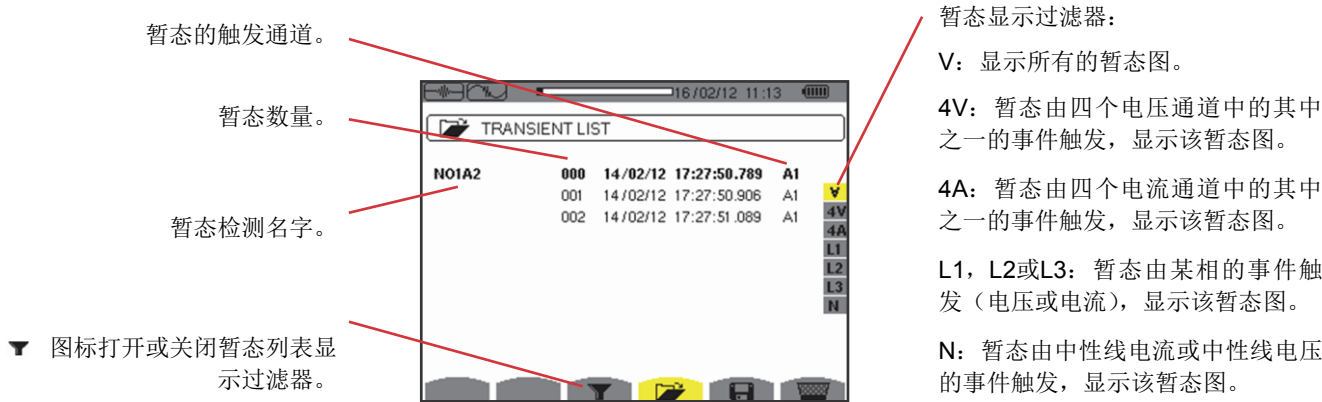 暂态的触发通道。
暂态数量。
暂态检测名字。
图标打开或关闭暂态列表显
示过滤器。
16/02/12 11:13
TRANSIENT LIST
NO1A2 000 14/02/12 17:27:50.789 A1
001 14/02/12 17:27:50.906 A1
002 14/02/12 17:27:51.089 A1
∀
4V
4A
L1
L2
L3
N
暂态显示过滤器：
V：显示所有的暂态图。
4V：暂态由四个电压通道中的其中
之一的事件触发，显示该暂态图。
4A：暂态由四个电流通道中的其中
之一的事件触发，显示该暂态图。
L1，L2或L3：暂态由某相的事件触
发（电压或电流），显示该暂态图。
N：暂态由中性线电流或中性线电压
的事件触发，显示该暂态图。